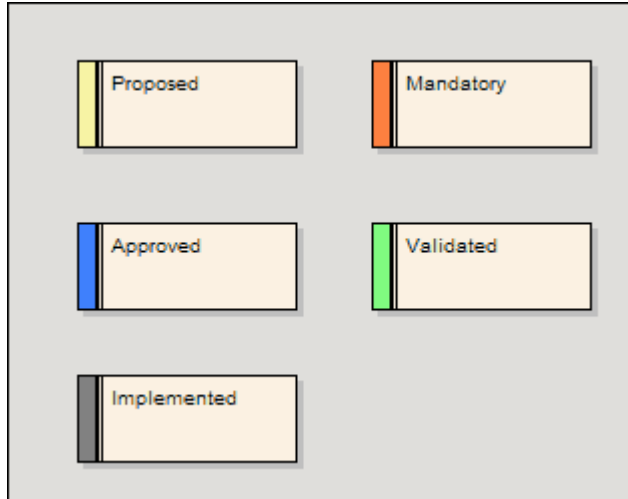 Proposed
Mandatory
Approved
Validated
Implemented